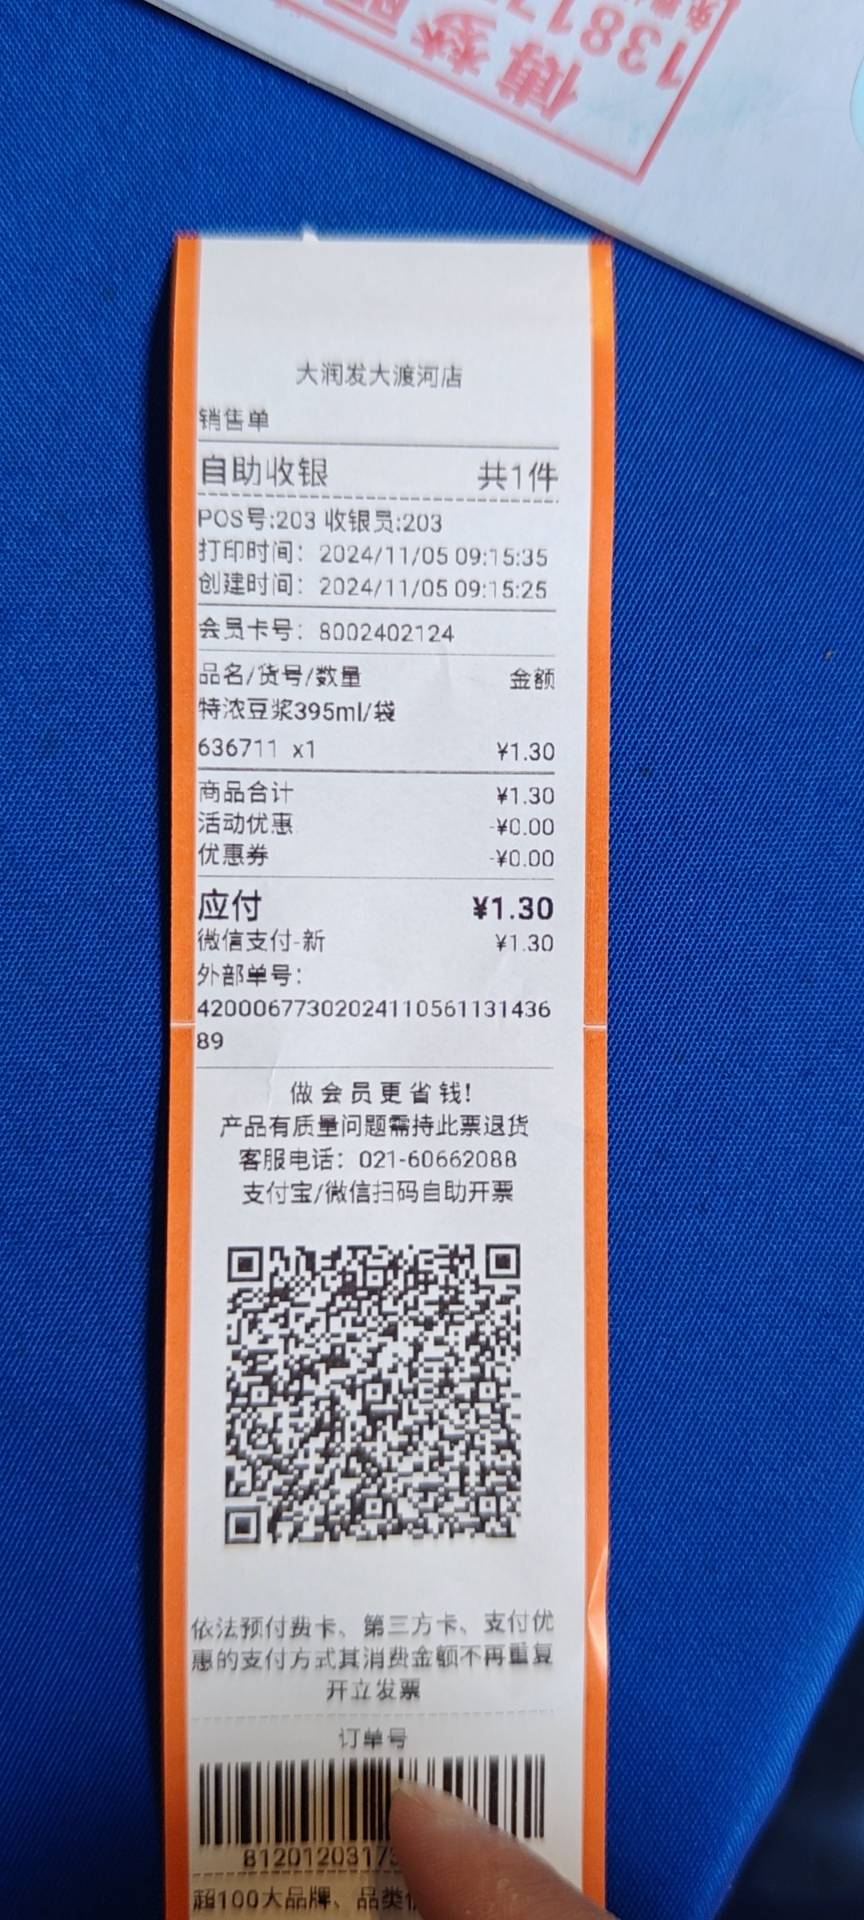 傅梦
大润发大渡河店
销售单
自助收银 共1件
POS号:203 收银员:203
打印时间：2024/11/05 09:15:35
创建时间：2024/11/05 09:15:25
会员卡号：8002402124
品名/货号/数量 金额
特浓豆浆395ml/袋
636711 x1 ¥1.30
商品合计 ¥1.30
活动优惠 -¥0.00
优惠券 -¥0.00
应付 ¥1.30
微信支付-新 ¥1.30
外部单号：
42000677302024110561131436
89
做会员更省钱!
产品有质量问题需持此票退货
客服电话：021-60662088
支付宝/微信扫码自助开票
依法预付费卡、第三方卡、支付优
惠的支付方式其消费金额不再重复
开立发票
订单号
8120120317
超100大品牌、品类